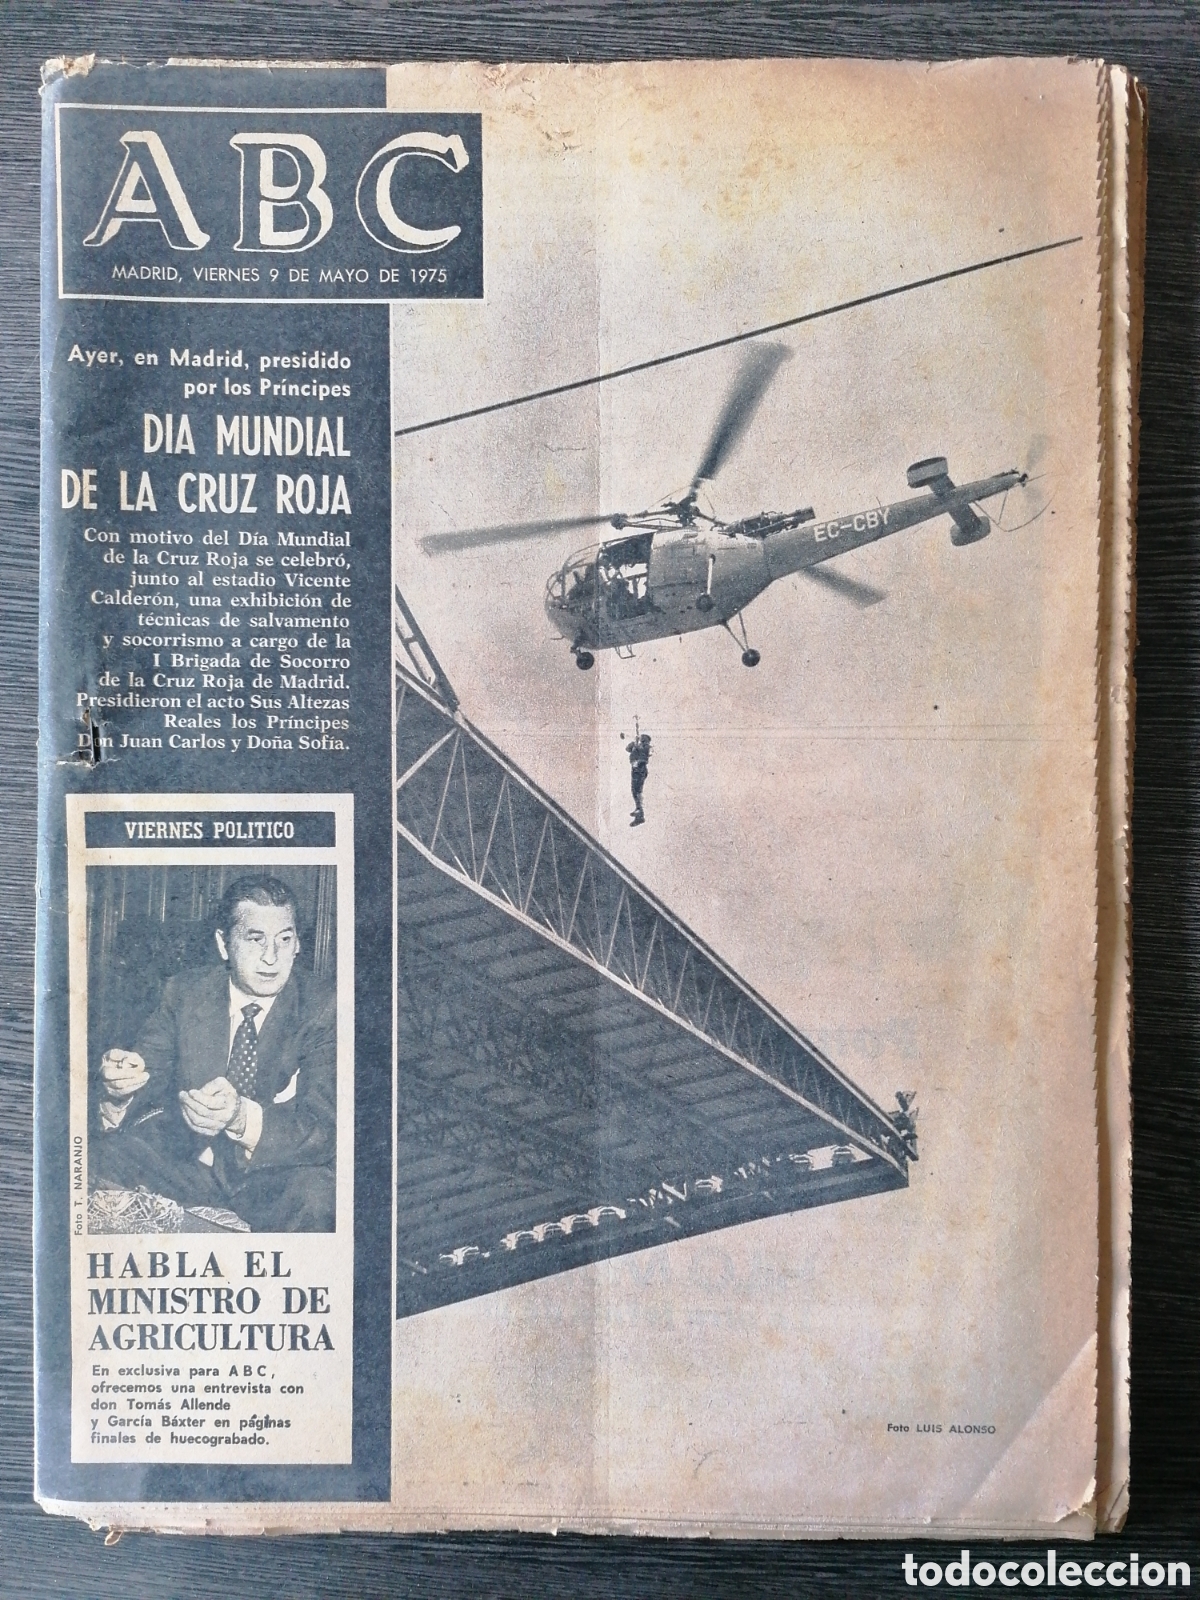 ABC
MADRID, VIERNES 9 DE MAYO DE 1975
Ayer, en Madrid, presidido
por los Príncipes
DIA MUNDIAL
DE LA CRUZ ROJA
Con motivo del Día Mundial
de la Cruz Roja se celebró,
junto al estadio Vicente
Calderón, una exhibición de
técnicas de salvamento
y socorrismo a cargo de la
I Brigada de Socorro
de la Cruz Roja de Madrid.
Presidieron el acto Sus Altezas
Reales los Príncipes
Don Juan Carlos y Doña Sofía.
EC-CBY
VIERNES POLITICO
Foto T. NARANJO
HABLA EL
MINISTRO DE
AGRICULTURA
En exclusiva para ABC,
ofrecemos una entrevista con
don Tomás Allende
y García Báxter en páginas
finales de huecograbado.
Foto LUIS ALONSO
todocoleccion